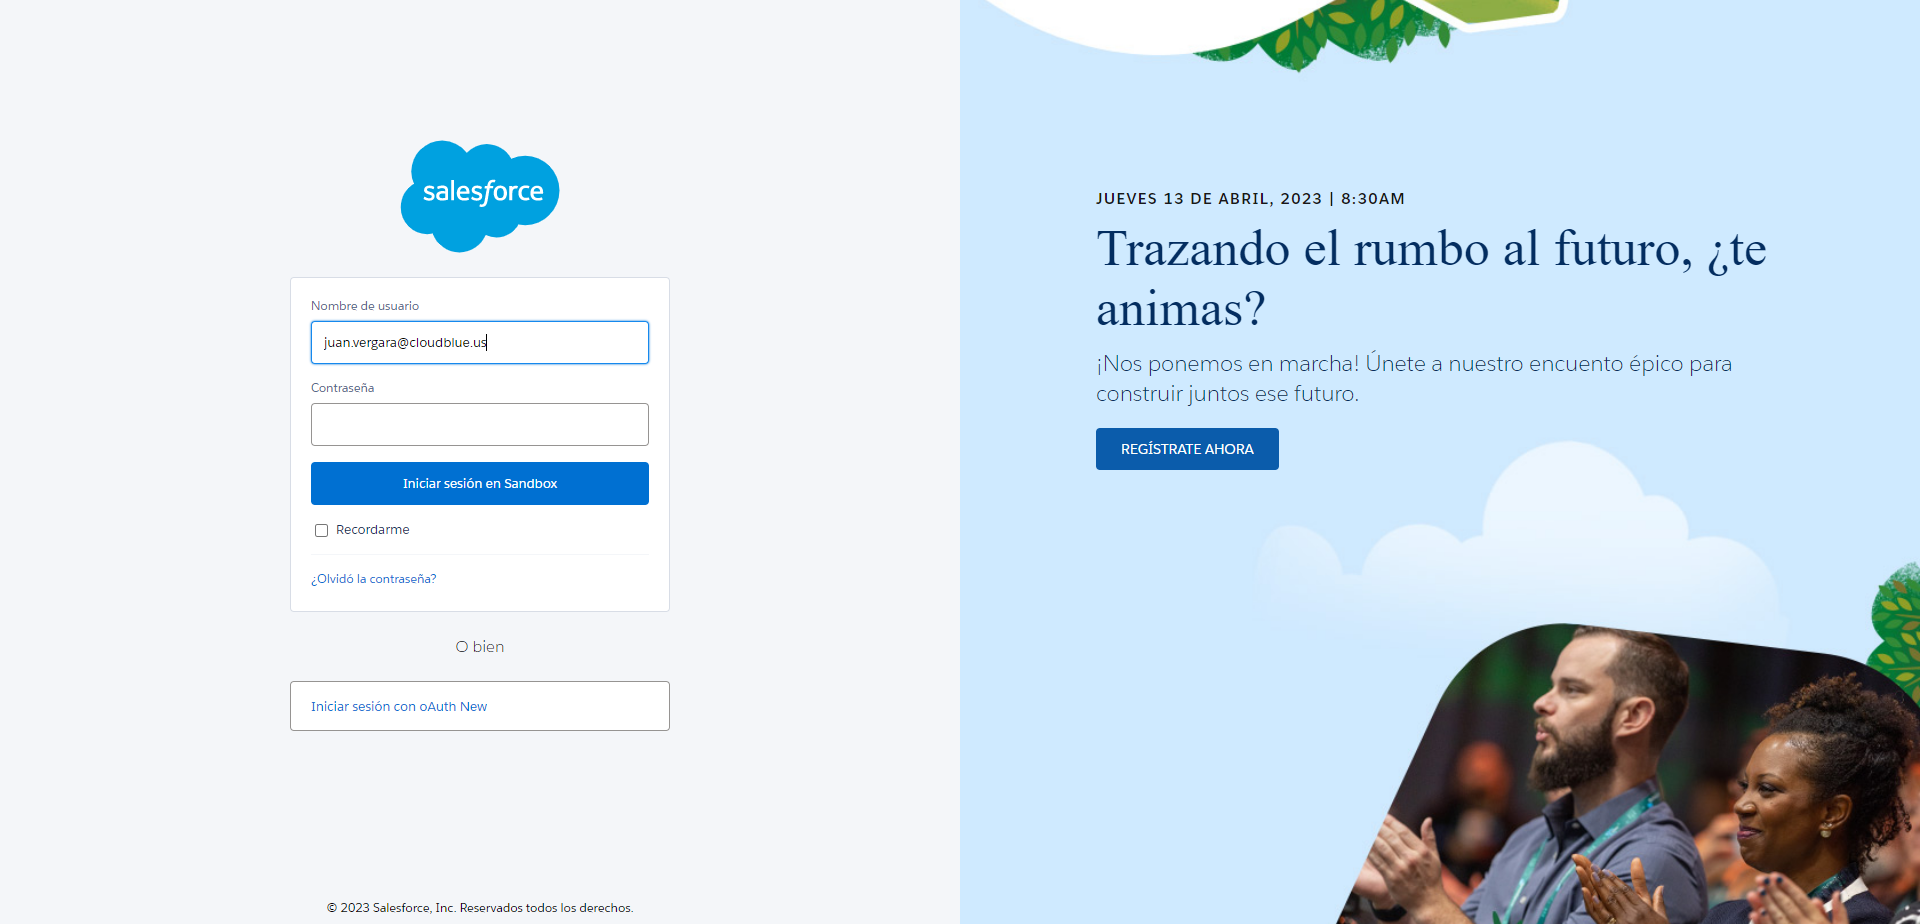 salesforce
Nombre de usuario
juan.vergara@cloudblue.us
Contraseña
Iniciar sesión en Sandbox
Recordarme
¿Olvidó la contraseña?
O bien
Iniciar sesión con oAuth New
© 2023 Salesforce, Inc. Reservados todos los derechos.
JUEVES 13 DE ABRIL, 2023 | 8:30AM
Trazando el rumbo al futuro, ¿te
animas?
¡Nos ponemos en marcha! Únete a nuestro encuento épico para
construir juntos ese futuro.
REGÍSTRATE AHORA